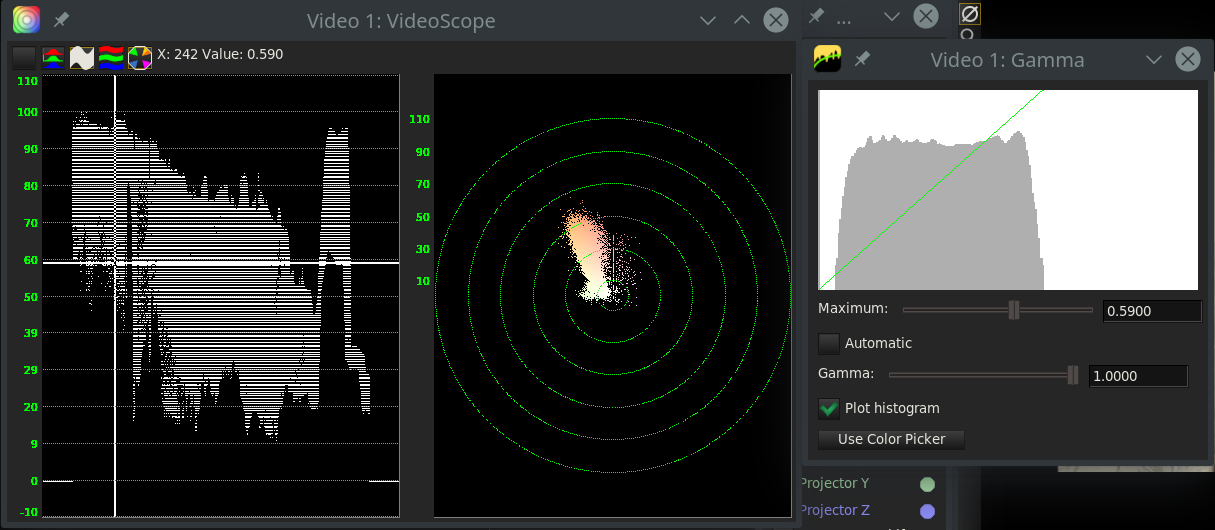 Video 1: VideoScope
...
X: 242 Value: 0.590
110
100
90
80
70
60
50
39
29
20
9
0
-10
110
90
70
50
30
10
Video 1: Gamma
Maximum: 0.5900
Automatic
Gamma: 1.0000
Plot histogram
Use Color Picker
Projector Y
Projector Z